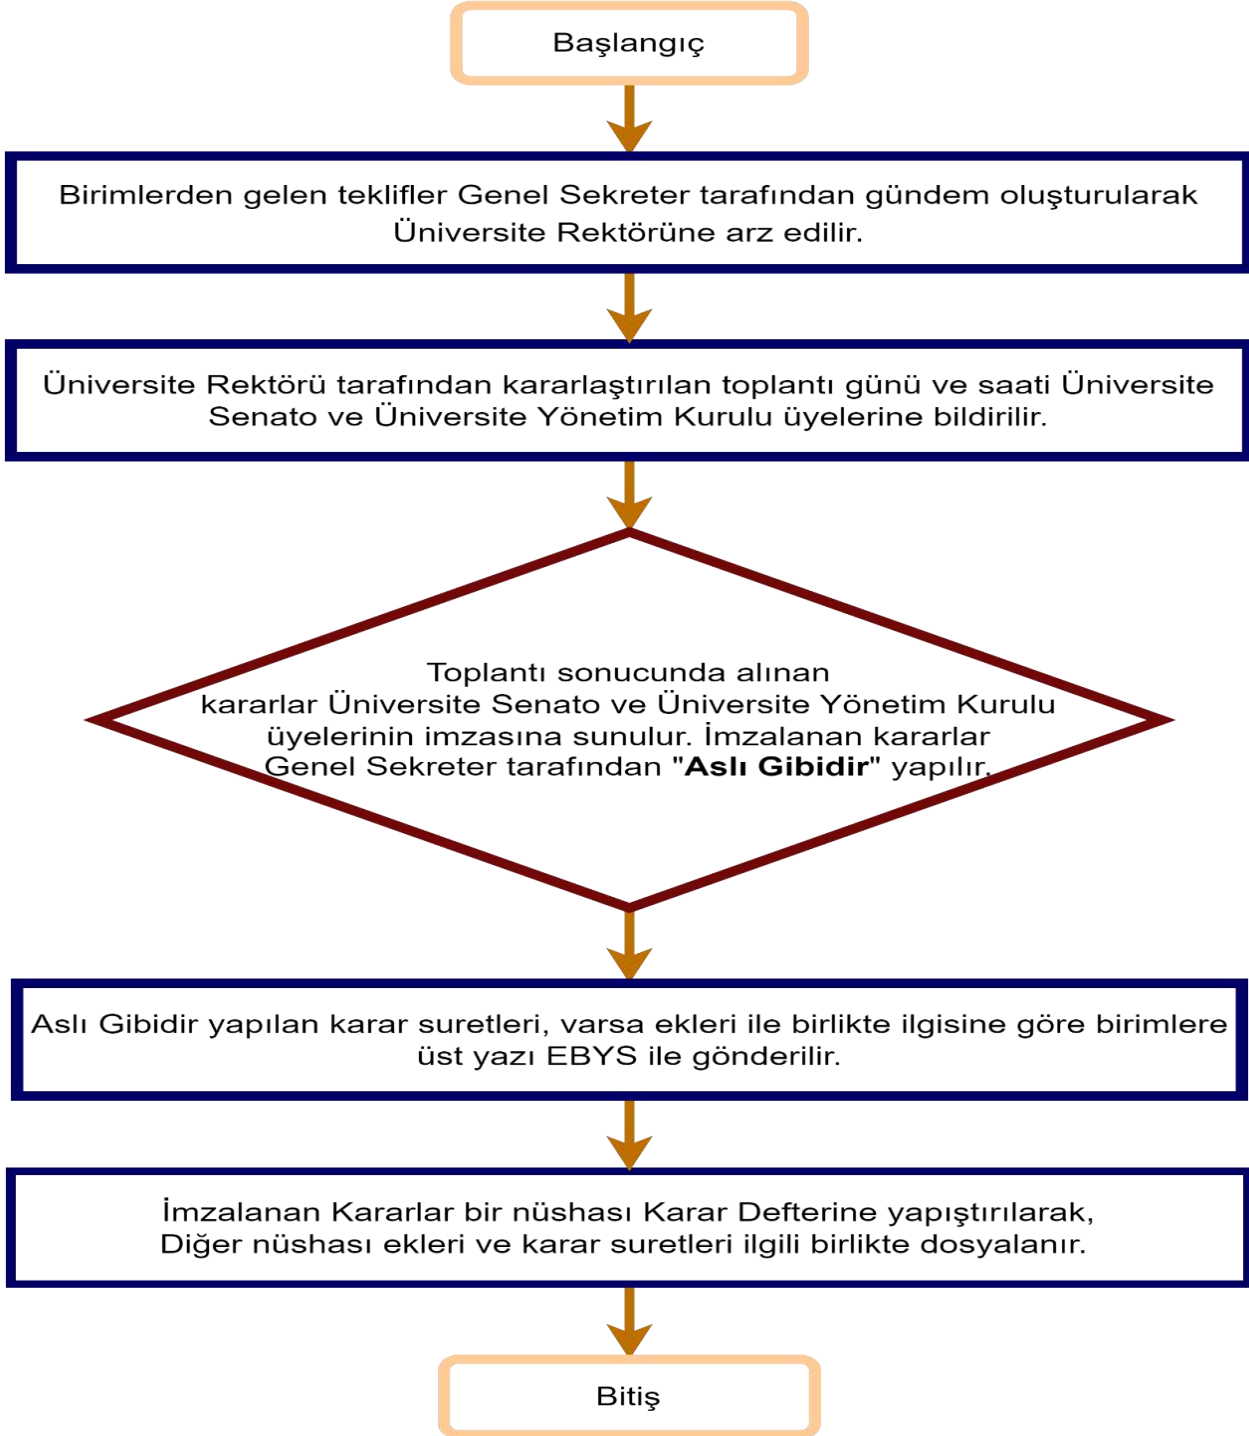 Başlangıç
Birimlerden gelen teklifler Genel Sekreter tarafından gündem oluşturularak
Üniversite Rektörüne arz edilir.
Üniversite Rektörü tarafından kararlaştırılan toplantı günü ve saati Üniversite
Senato ve Üniversite Yönetim Kurulu üyelerine bildirilir.
Toplantı sonucunda alınan
kararlar Üniversite Senato ve Üniversite Yönetim Kurulu
üyelerinin imzasına sunulur. İmzalanan kararlar
Genel Sekreter tarafından "Aslı Gibidir" yapılır.
Aslı Gibidir yapılan karar suretleri, varsa ekleri ile birlikte ilgisine göre birimlere
üst yazı EBYS ile gönderilir.
İmzalanan Kararlar bir nüshası Karar Defterine yapıştırılarak,
Diğer nüshası ekleri ve karar suretleri ilgili birlikte dosyalanır.
Bitiş